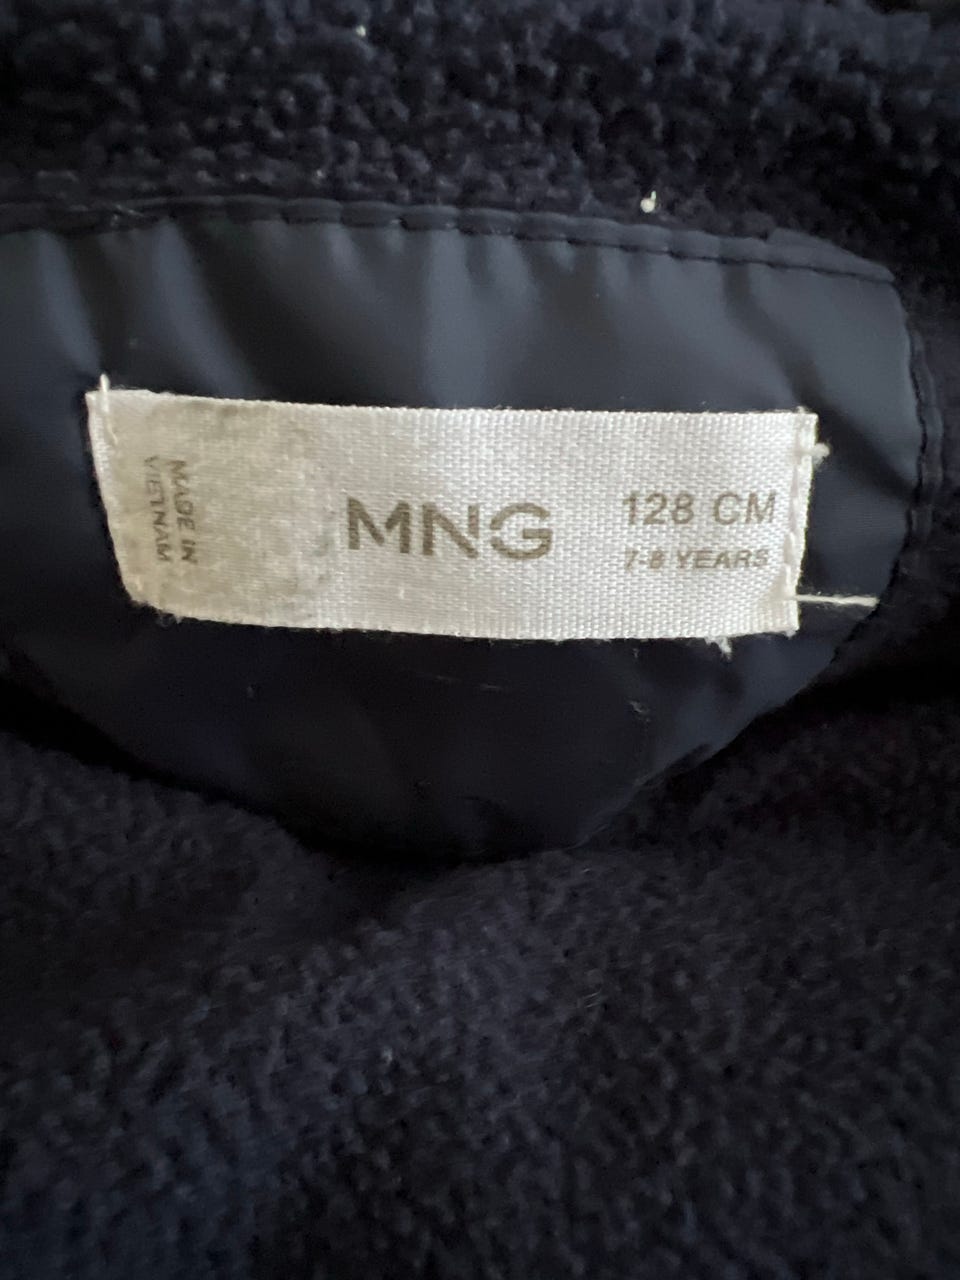 MADE IN
VIETNAM
MNG
128 CM
7-8 YEARS